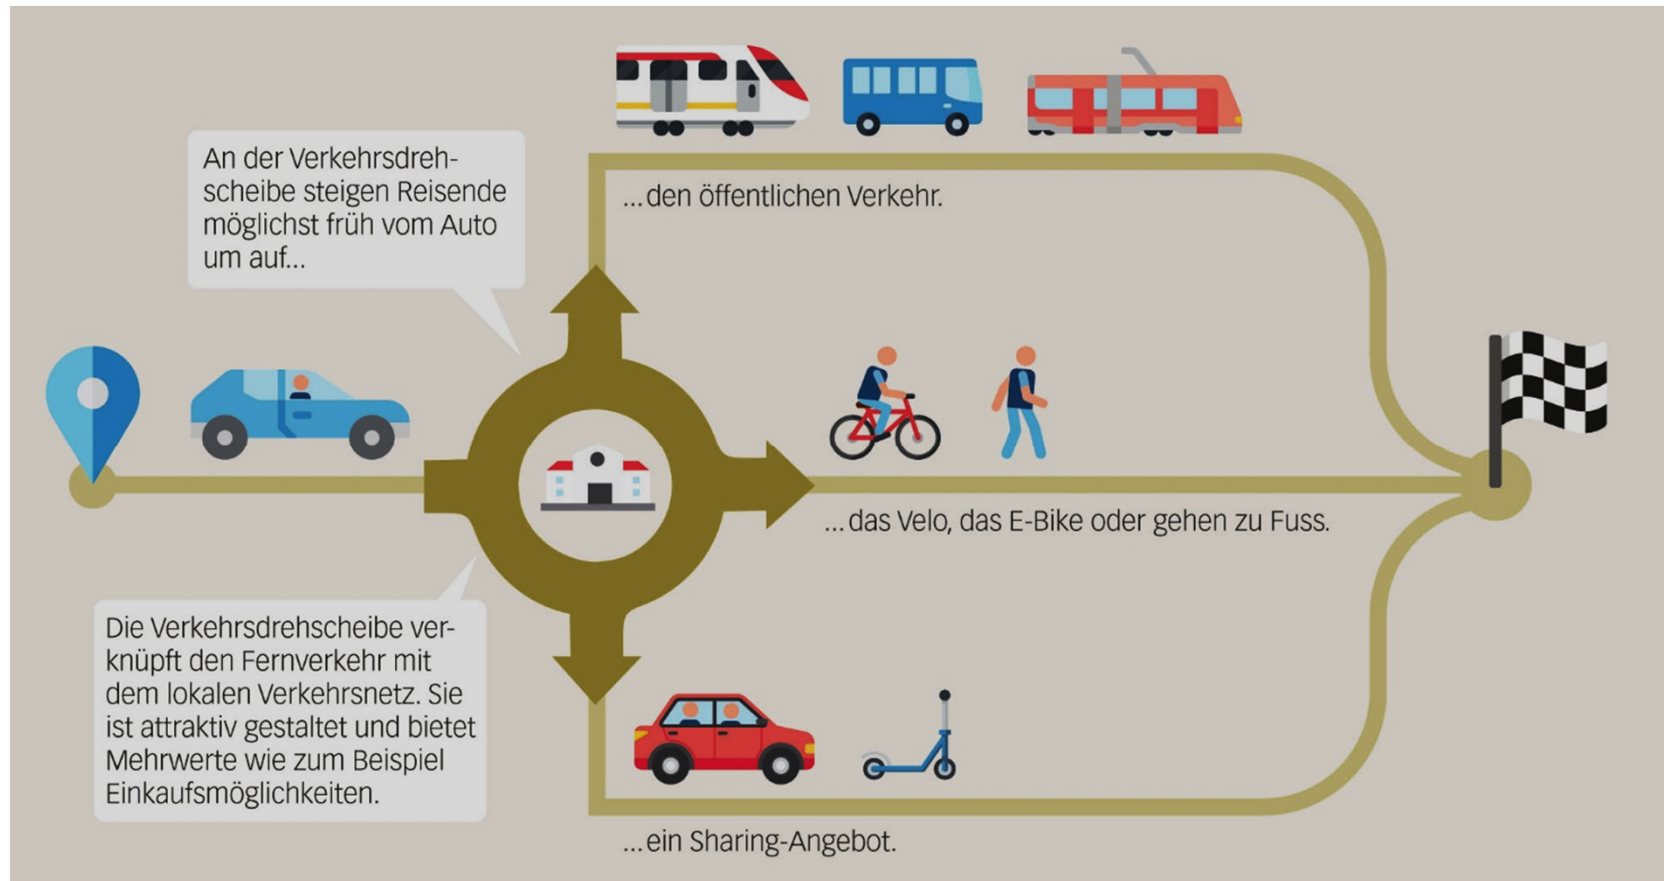 An der Verkehrsdreh-
scheibe steigen Reisende
möglichst früh vom Auto
um auf...
...den öffentlichen Verkehr.
...das Velo, das E-Bike oder gehen zu Fuss.
Die Verkehrsdrehscheibe ver-
knüpft den Fernverkehr mit
dem lokalen Verkehrsnetz. Sie
ist attraktiv gestaltet und bietet
Mehrwerte wie zum Beispiel
Einkaufsmöglichkeiten.
...ein Sharing-Angebot.